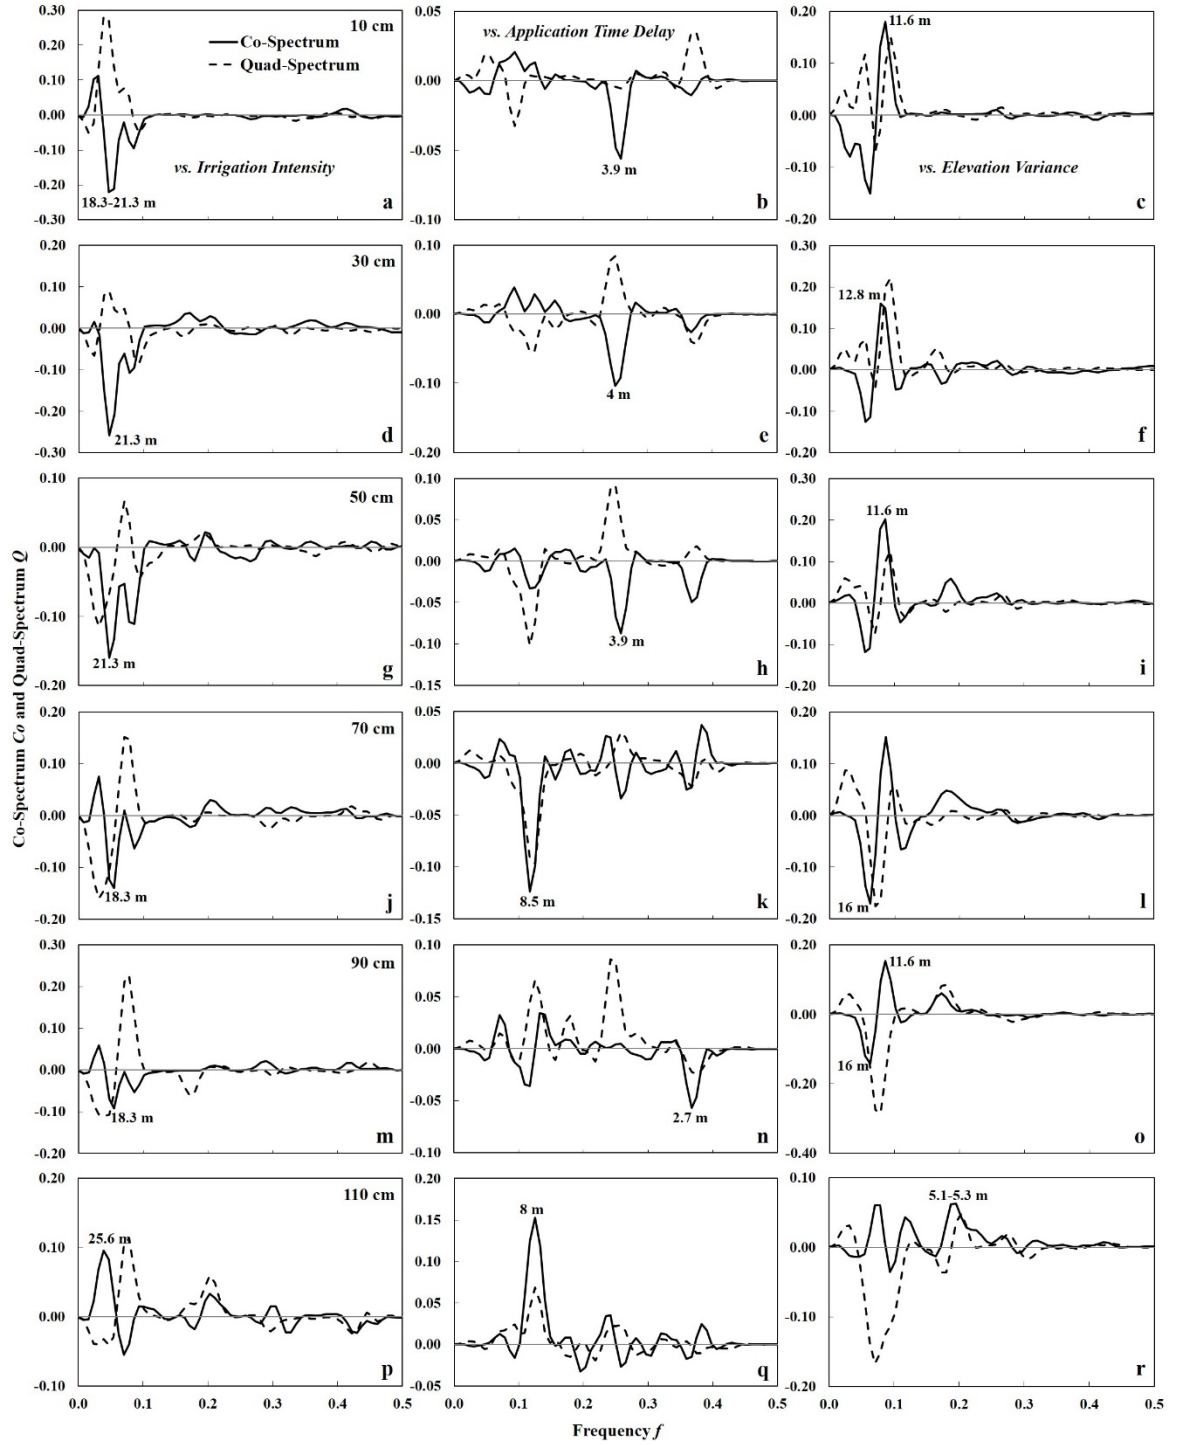 Co-Spectrum Co and Quad-Spectrum Q
0.30
0.20
0.10
0.00
-0.10
-0.20
-0.30
10 cm
Co-Spectrum
Quad-Spectrum
vs. Irrigation Intensity
18.3-21.3 m
a
0.05
0.00
-0.05
-0.10
vs. Application Time Delay
3.9 m
b
0.20
0.10
0.00
-0.10
-0.20
11.6 m
vs. Elevation Variance
c
0.20
0.10
0.00
-0.10
-0.20
-0.30
30 cm
21.3 m
d
0.10
0.00
-0.10
-0.20
4 m
e
0.30
0.20
0.10
0.00
-0.10
-0.20
12.8 m
f
0.10
0.00
-0.10
-0.20
50 cm
21.3 m
g
0.10
0.05
0.00
-0.05
-0.10
-0.15
3.9 m
h
0.30
0.20
0.10
0.00
-0.10
-0.20
11.6 m
i
0.20
0.10
0.00
-0.10
-0.20
70 cm
18.3 m
j
0.05
0.00
-0.05
-0.10
-0.15
8.5 m
k
0.20
0.10
0.00
-0.10
-0.20
16 m
l
0.30
0.20
0.10
0.00
-0.10
-0.20
90 cm
18.3 m
m
0.10
0.05
0.00
-0.05
-0.10
2.7 m
n
0.20
0.00
-0.20
-0.40
11.6 m
16 m
o
0.20
0.10
0.00
-0.10
110 cm
25.6 m
p
0.0 0.1 0.2 0.3 0.4 0.5
0.20
0.15
0.10
0.05
0.00
-0.05
8 m
q
0.0 0.1 0.2 0.3 0.4 0.5
0.10
0.00
-0.10
-0.20
5.1-5.3 m
r
0.0 0.1 0.2 0.3 0.4 0.5
Frequency f